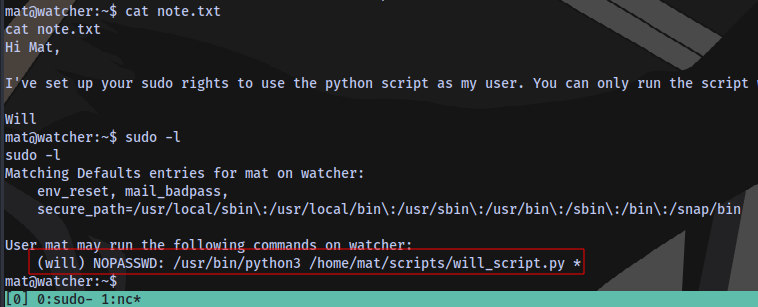 mat@watcher:~$ cat note.txt
cat note.txt
Hi Mat,
I've set up your sudo rights to use the python script as my user. You can only run the script
Will
mat@watcher:~$ sudo -l
sudo -l
Matching Defaults entries for mat on watcher:
    env_reset, mail_badpass,
    secure_path=/usr/local/sbin\:/usr/local/bin\:/usr/sbin\:/usr/bin\:/sbin\:/bin\:/snap/bin
User mat may run the following commands on watcher:
    (will) NOPASSWD: /usr/bin/python3 /home/mat/scripts/will_script.py *
mat@watcher:~$
[0] 0:sudo- 1:nc*